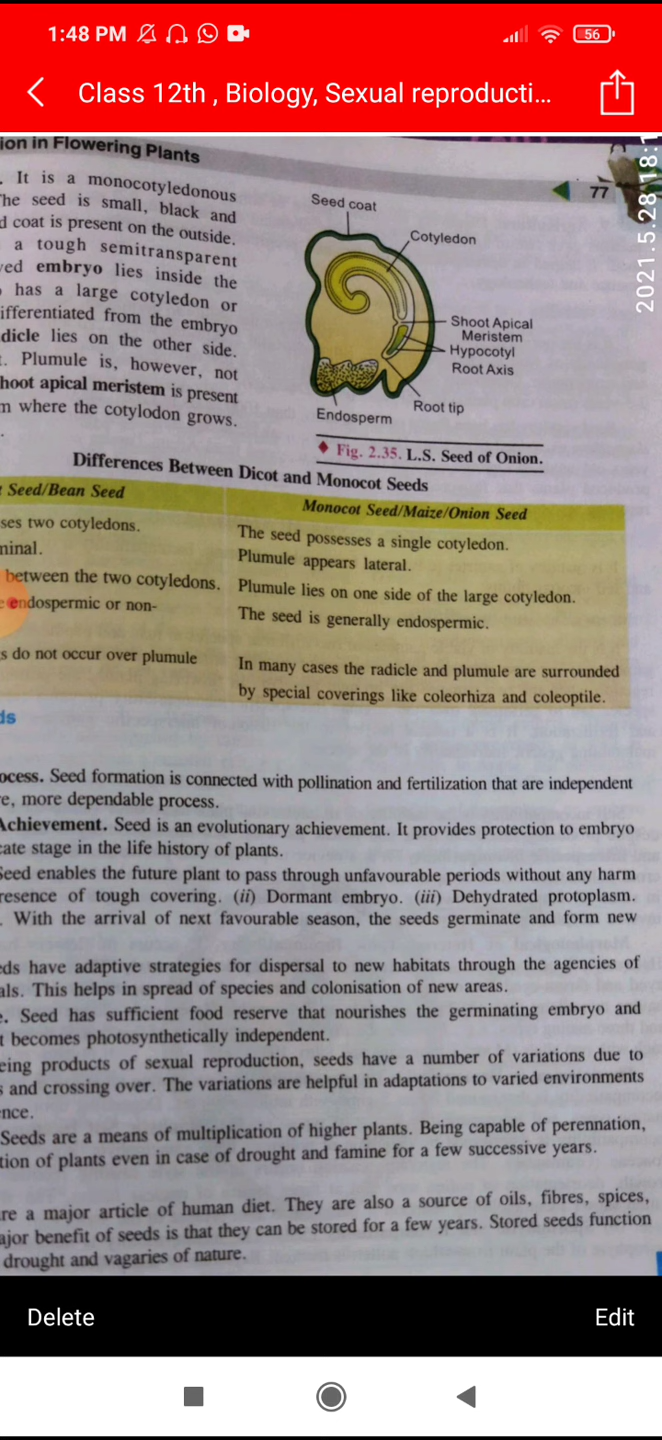 1:48 PM
56
Class 12th , Biology, Sexual reproducti...
ion in Flowering Plants
77
2021.5.28 18:1
. It is a monocotyledonous
The seed is small, black and
d coat is present on the outside.
a tough semitransparent
ved embryo lies inside the
has a large cotyledon or
ifferentiated from the embryo
dicle lies on the other side.
. Plumule is, however, not
hoot apical meristem is present
m where the cotylodon grows.
.
Seed coat
Cotyledon
Shoot Apical
Meristem
Hypocotyl
Root Axis
Root tip
Endosperm
Fig. 2.35. L.S. Seed of Onion.
Differences Between Dicot and Monocot Seeds
Seed/Bean Seed
Monocot Seed/Maize/Onion Seed
ses two cotyledons.
The seed possesses a single cotyledon.
minal.
Plumule appears lateral.
between the two cotyledons.
Plumule lies on one side of the large cotyledon.
endospermic or non-
The seed is generally endospermic.
s do not occur over plumule
In many cases the radicle and plumule are surrounded
by special coverings like coleorhiza and coleoptile.
ds
ocess. Seed formation is connected with pollination and fertilization that are independent
re, more dependable process.
Achievement. Seed is an evolutionary achievement. It provides protection to embryo
cate stage in the life history of plants.
Seed enables the future plant to pass through unfavourable periods without any harm
resence of tough covering. (ii) Dormant embryo. (iii) Dehydrated protoplasm.
. With the arrival of next favourable season, the seeds germinate and form new
eds have adaptive strategies for dispersal to new habitats through the agencies of
als. This helps in spread of species and colonisation of new areas.
e. Seed has sufficient food reserve that nourishes the germinating embryo and
t becomes photosynthetically independent.
eing products of sexual reproduction, seeds have a number of variations due to
s and crossing over. The variations are helpful in adaptations to varied environments
ence.
Seeds are a means of multiplication of higher plants. Being capable of perennation,
tion of plants even in case of drought and famine for a few successive years.
re a major article of human diet. They are also a source of oils, fibres, spices,
ajor benefit of seeds is that they can be stored for a few years. Stored seeds function
drought and vagaries of nature.
Delete
Edit